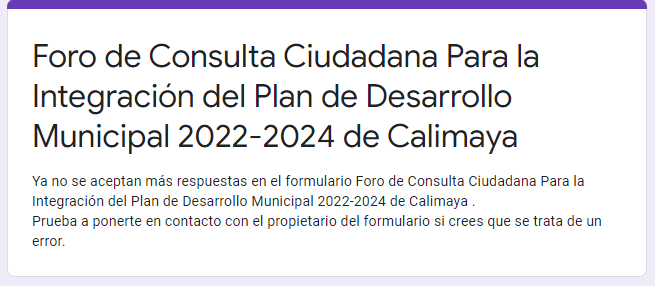 Foro de Consulta Ciudadana Para la
Integración del Plan de Desarrollo
Municipal 2022-2024 de Calimaya
Ya no se aceptan más respuestas en el formulario Foro de Consulta Ciudadana Para la
Integración del Plan de Desarrollo Municipal 2022-2024 de Calimaya .
Prueba a ponerte en contacto con el propietario del formulario si crees que se trata de un
error.